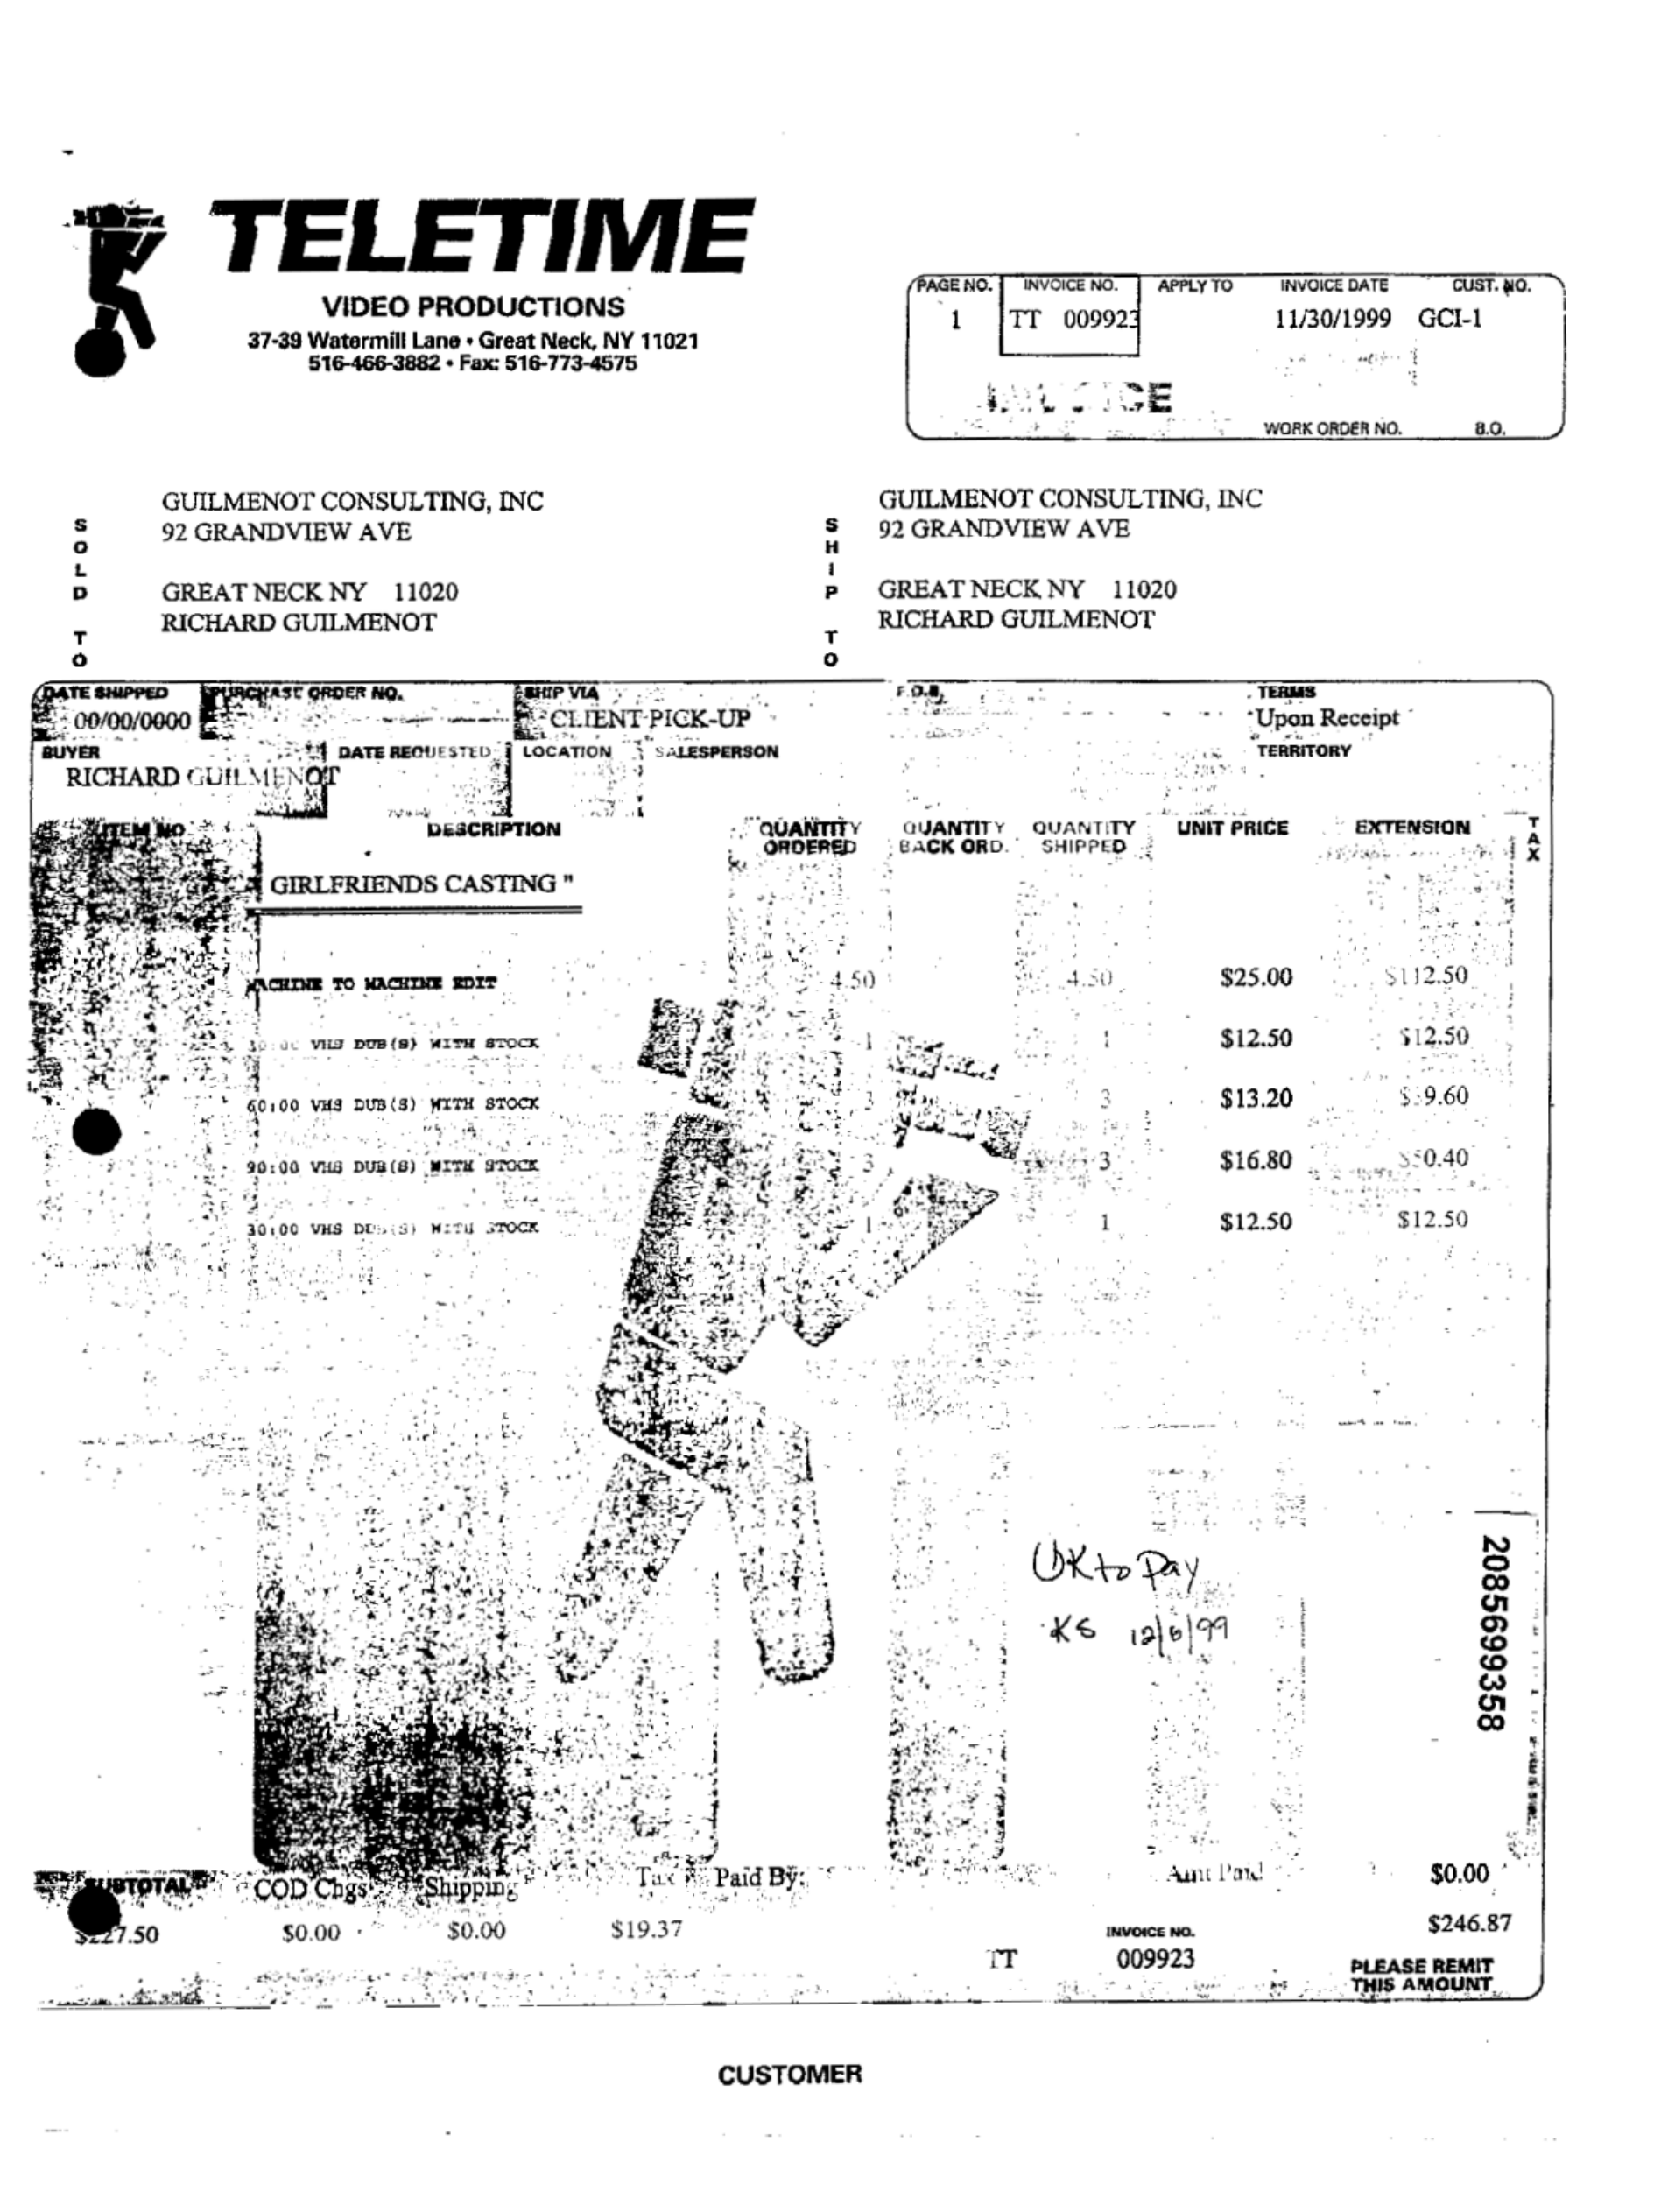 TELETIME
VIDEO PRODUCTIONS
37-39 Watermill Lane • Great Neck, NY 11021
516-466-3882 • Fax: 516-773-4575
PAGE NO. INVOICE NO. APPLY TO INVOICE DATE CUST. NO.
1 TT 009923 11/30/1999 GCI-1
INVOICE
WORK ORDER NO. B.O.
SOLD TO
GUILMENOT CONSULTING, INC
92 GRANDVIEW AVE
GREAT NECK NY 11020
RICHARD GUILMENOT
SHIP TO
GUILMENOT CONSULTING, INC
92 GRANDVIEW AVE
GREAT NECK NY 11020
RICHARD GUILMENOT
DATE SHIPPED PURCHASE ORDER NO. SHIP VIA F.O.B. TERMS
00/00/0000 CLIENT PICK-UP Upon Receipt
BUYER DATE REQUESTED LOCATION SALESPERSON TERRITORY
RICHARD GUILMENOT
ITEM NO DESCRIPTION QUANTITY ORDERED QUANTITY BACK ORD. QUANTITY SHIPPED UNIT PRICE EXTENSION TAX
GIRLFRIENDS CASTING "
MACHINE TO MACHINE EDIT 4.50 4.50 $25.00 $112.50
VHS DUB(S) WITH STOCK 1 1 $12.50 $12.50
60:00 VHS DUB(S) WITH STOCK 3 3 $13.20 $39.60
90:00 VHS DUB(S) WITH STOCK 3 3 $16.80 $50.40
30:00 VHS DUB(S) WITH STOCK 1 1 $12.50 $12.50
OK to Pay
KS 12/6/99
2085699358
SUBTOTAL COD Chgs Shipping Tax Paid By: Amt Paid $0.00
$227.50 $0.00 $0.00 $19.37 $246.87
INVOICE NO.
TT 009923
PLEASE REMIT
THIS AMOUNT
CUSTOMER